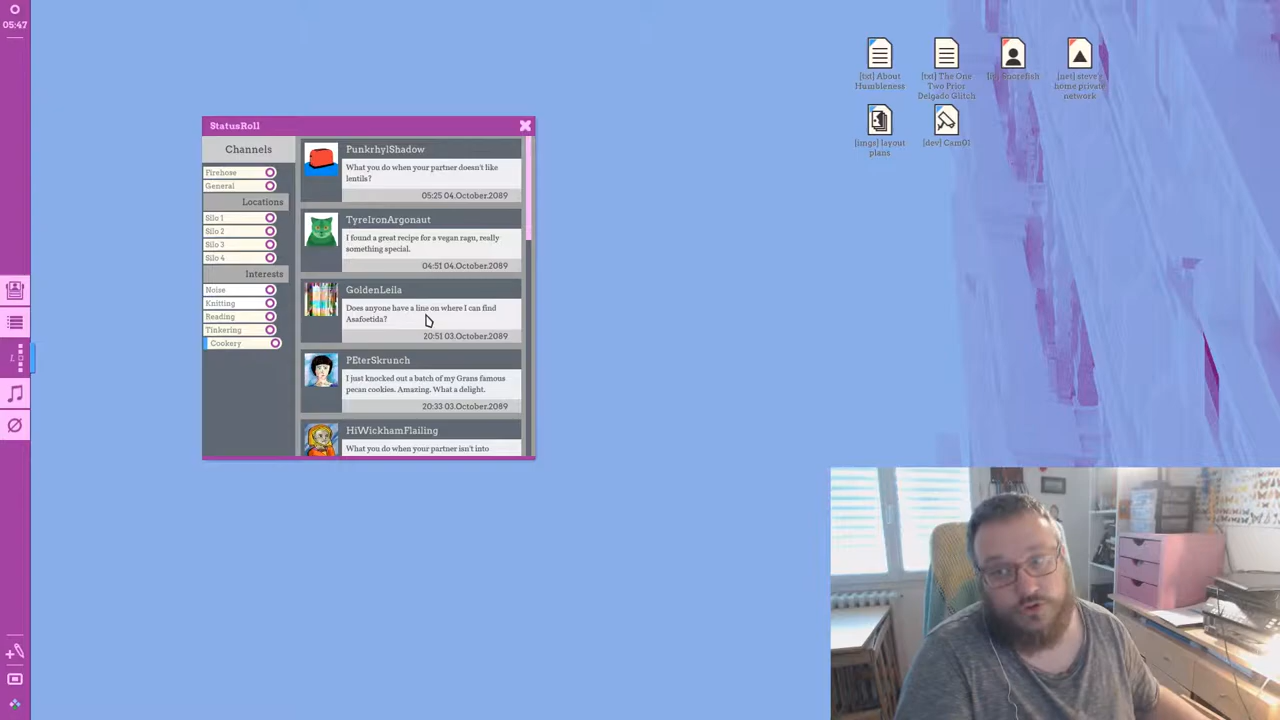 05:47
StatusRoll
Channels
Firehose
General
Locations
Silo 1
Silo 2
Silo 3
Silo 4
Interests
Noise
Knitting
Reading
Tinkering
Cookery
PunkrhylShadow
What you do when your partner doesn't like
lentils?
05:25 04.October.2089
TyreIronArgonaut
I found a great recipe for a vegan ragu, really
something special.
04:51 04.October.2089
GoldenLeila
Does anyone have a line on where I can find
Asafoetida?
20:51 03.October.2089
PEterSkrunch
I just knocked out a batch of my Grans famous
pecan cookies. Amazing. What a delight.
20:33 03.October.2089
HiWickhamFlailing
What you do when your partner isn't into
[txt] About
Humbleness
[txt] The One
Two Prior
Delgado Glitch
[net] steve's
home private
network
[imgs] layout
plans
[dev] Cam01